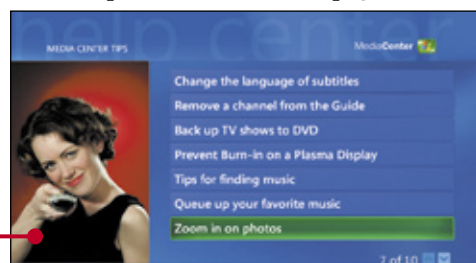 help center
MEDIA CENTER TIPS
MediaCenter
Change the language of subtitles
Remove a channel from the Guide
Back up TV shows to DVD
Prevent Burn-in on a Plasma Display
Tips for finding music
Queue up your favorite music
Zoom in on photos
7 of 10